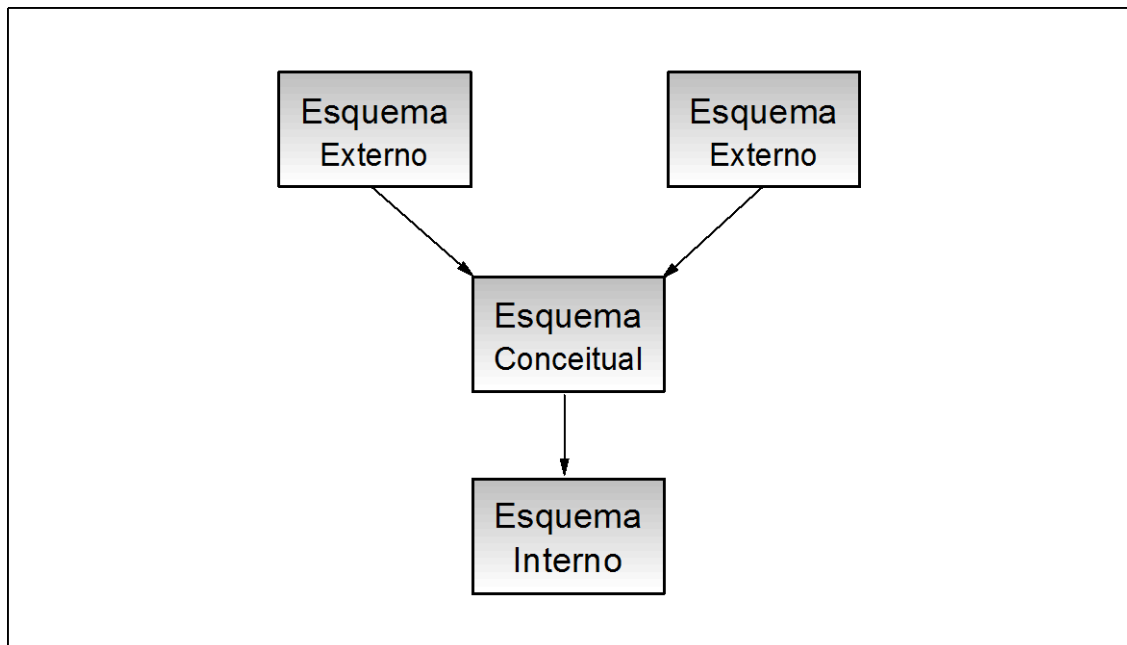 Esquema
Externo
Esquema
Externo
Esquema
Conceitual
Esquema
Interno